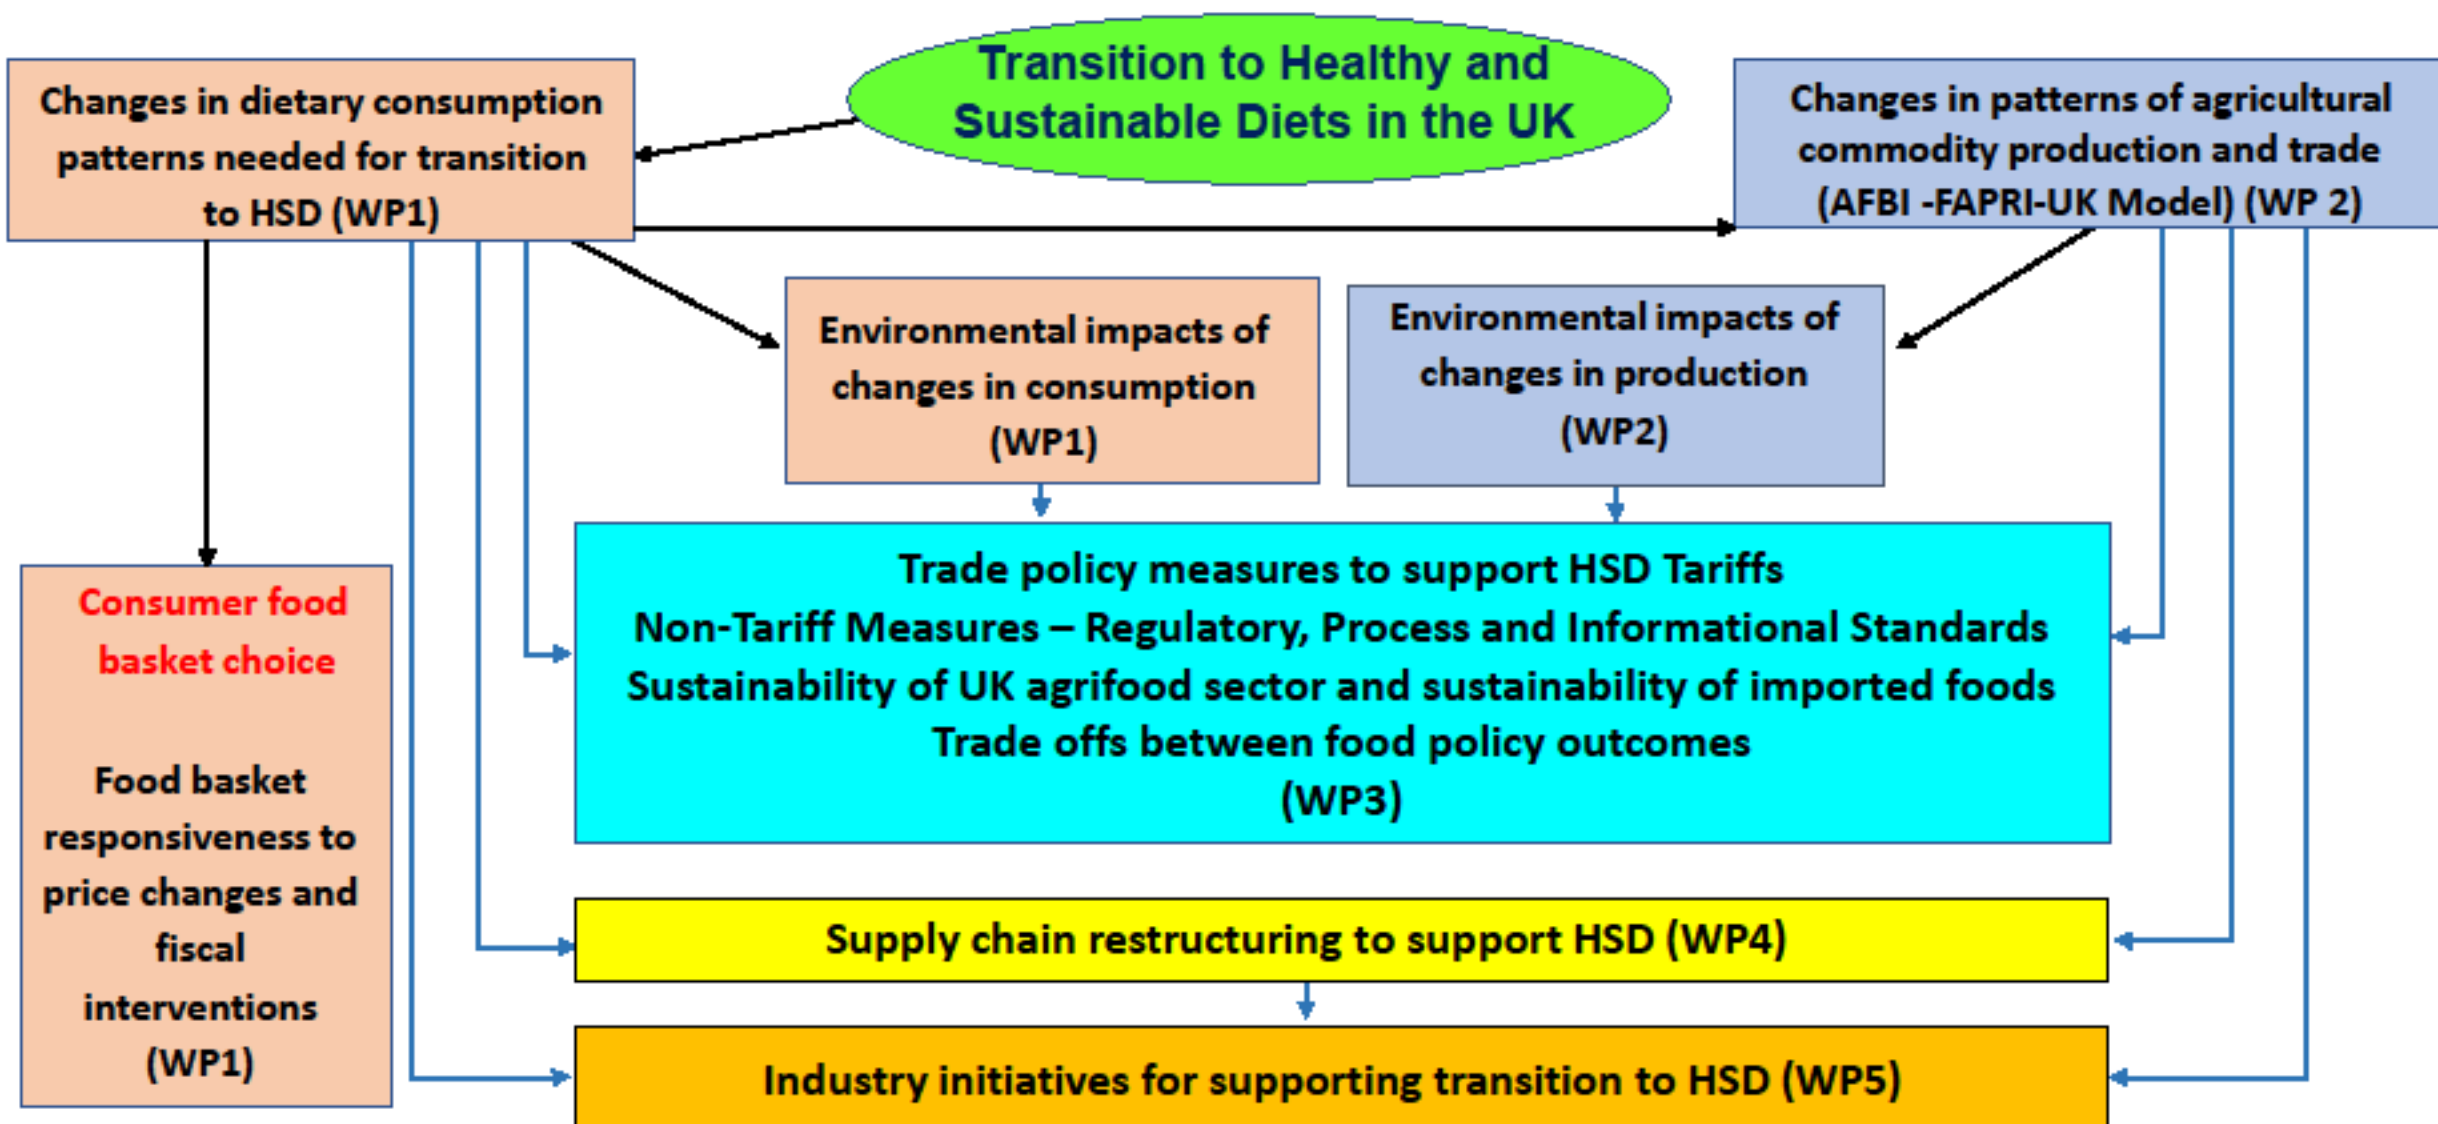 Transition to Healthy and
Sustainable Diets in the UK
Changes in dietary consumption
patterns needed for transition
to HSD (WP1)
Changes in patterns of agricultural
commodity production and trade
(AFBI -FAPRI-UK Model) (WP 2)
Environmental impacts of
changes in consumption
(WP1)
Environmental impacts of
changes in production
(WP2)
Consumer food
basket choice
Food basket
responsiveness to
price changes and
fiscal
interventions
(WP1)
Trade policy measures to support HSD Tariffs
Non-Tariff Measures – Regulatory, Process and Informational Standards
Sustainability of UK agrifood sector and sustainability of imported foods
Trade offs between food policy outcomes
(WP3)
Supply chain restructuring to support HSD (WP4)
Industry initiatives for supporting transition to HSD (WP5)